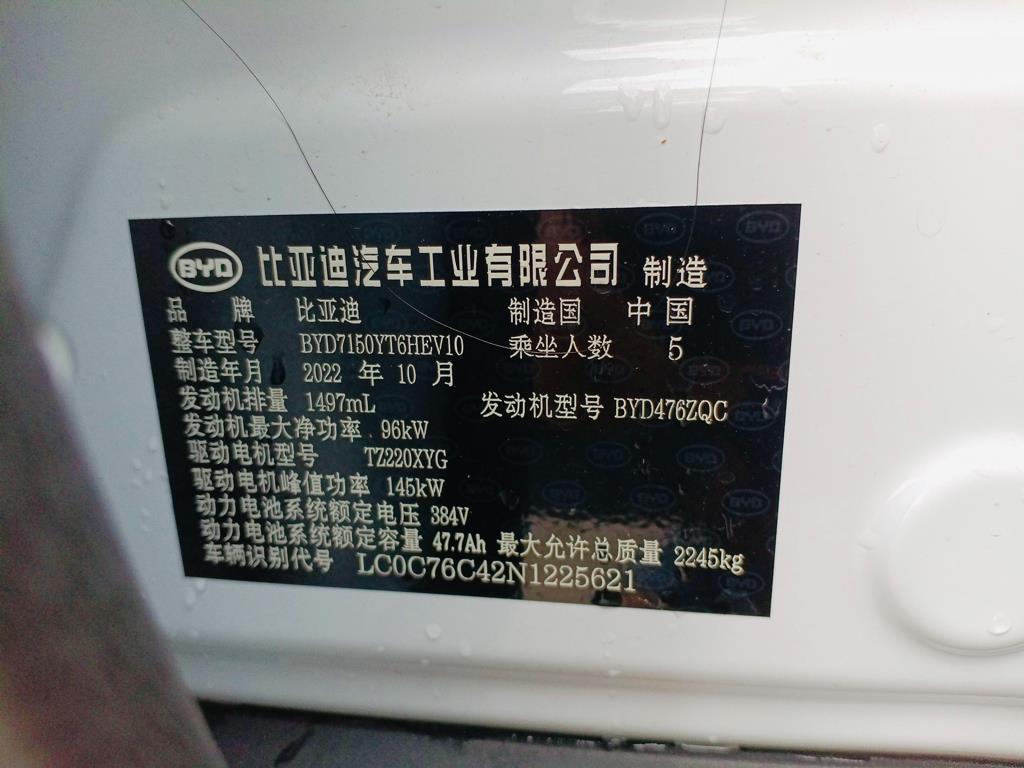 BYD 比亚迪汽车工业有限公司 制造
品 牌 比亚迪 制造国 中国
整车型号 BYD7150YT6HEV10 乘坐人数 5
制造年月 2022 年 10 月
发动机排量 1497mL 发动机型号 BYD476ZQC
发动机最大净功率 96kW
驱动电机型号 TZ220XYG
驱动电机峰值功率 145kW
动力电池系统额定电压 384V
动力电池系统额定容量 47.7Ah 最大允许总质量 2245kg
车辆识别代号 LC0C76C42N1225621